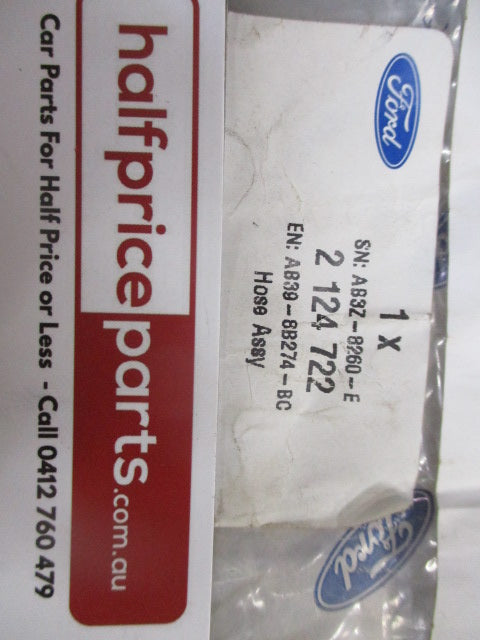 Ford
1 X
SN: AB3Z-8260-E
2 124 722
EN: AB39-8B274-BC
Hose Assy
Ford
halfpriceparts.com.au
Car Parts For Half Price or Less - Call 0412 760 479